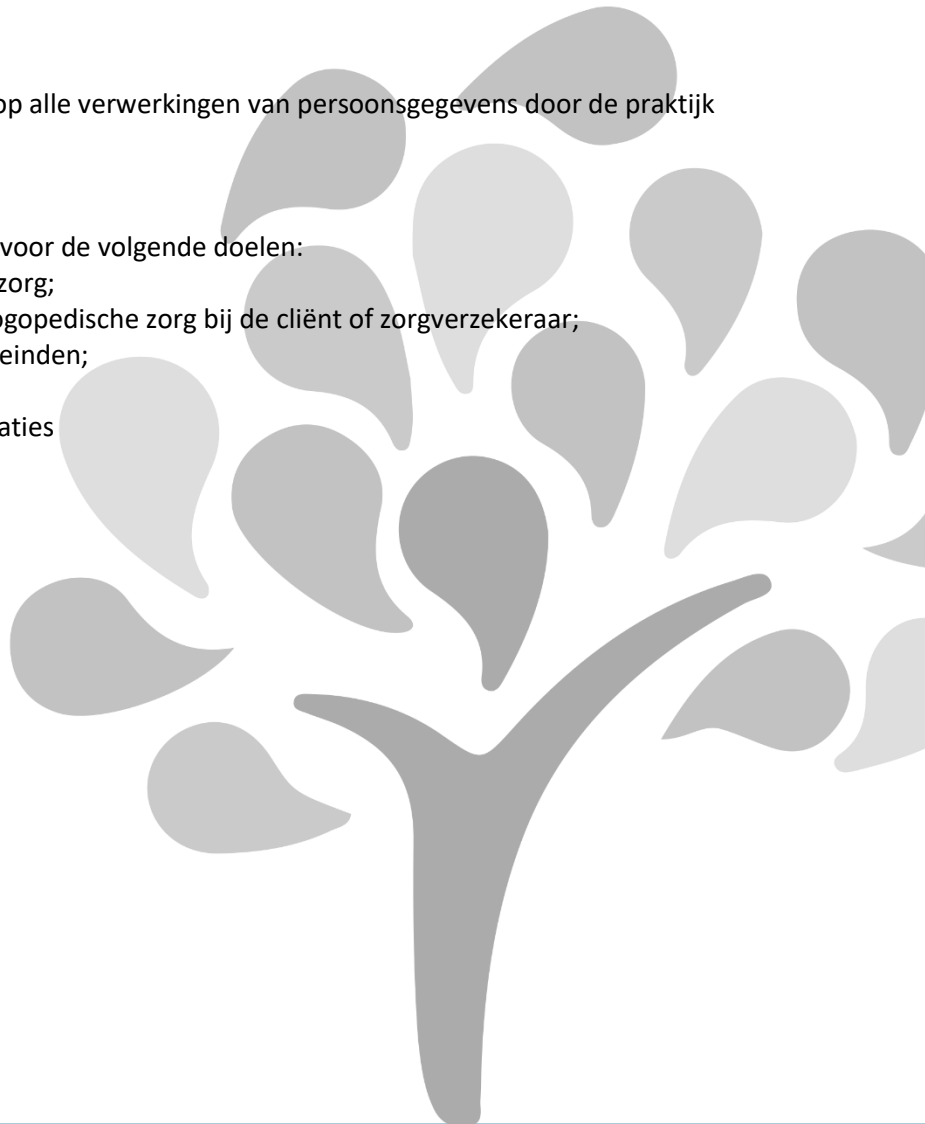 op alle verwerkingen van persoonsgegevens door de praktijk
voor de volgende doelen:
zorg;
ogopedische zorg bij de cliënt of zorgverzekeraar;
einden;
aties